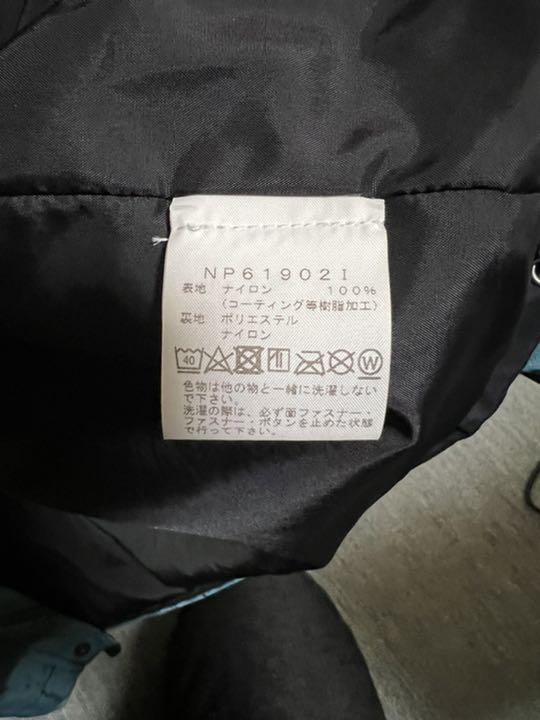 NP61902I
表地 ナイロン 100%
(コーティング等樹脂加工)
裏地 ポリエステル
ナイロン
40 W
色物は他の物と一緒に洗濯しない
で下さい。
洗濯の際は、必ず面ファスナー・
ファスナー・ボタンを止めた状態
で行って下さい。